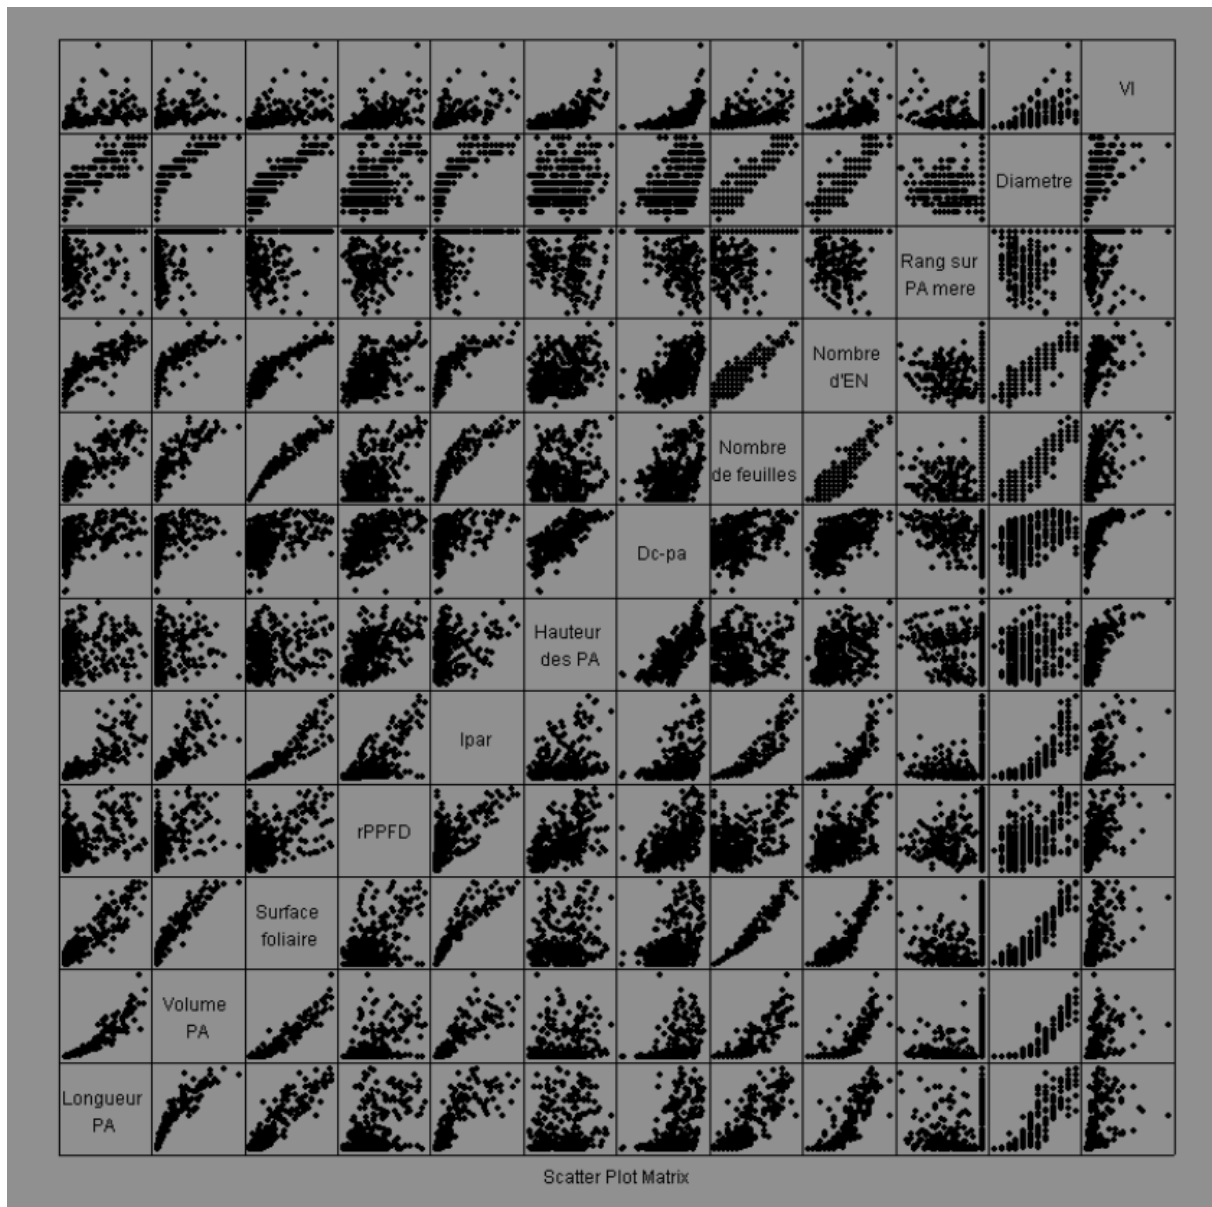 VI
Diametre
Rang sur
PA mere
Nombre
d'EN
Nombre
de feuilles
Dc-pa
Hauteur
des PA
Ipar
rPPFD
Surface
foliaire
Volume
PA
Longueur
PA
Scatter Plot Matrix